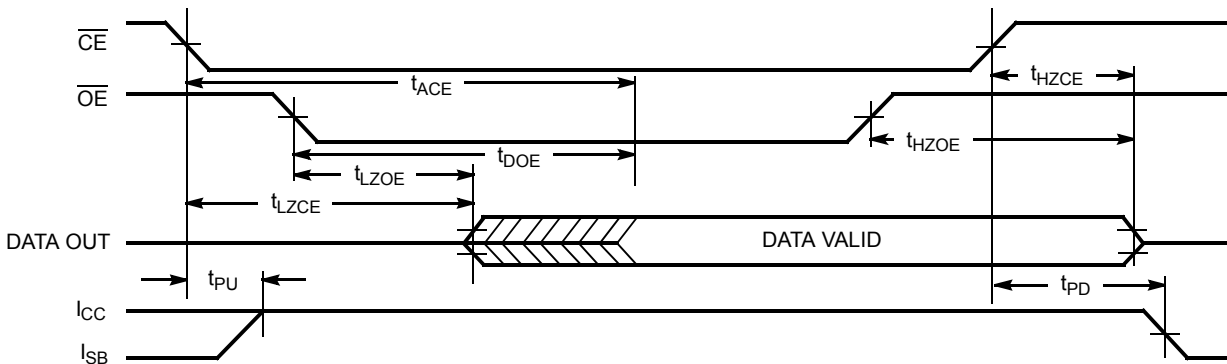 CE
tACE
tHZCE
OE
tHZOE
tDOE
tLZOE
tLZCE
DATA OUT
DATA VALID
tPU
tPD
ICC
ISB